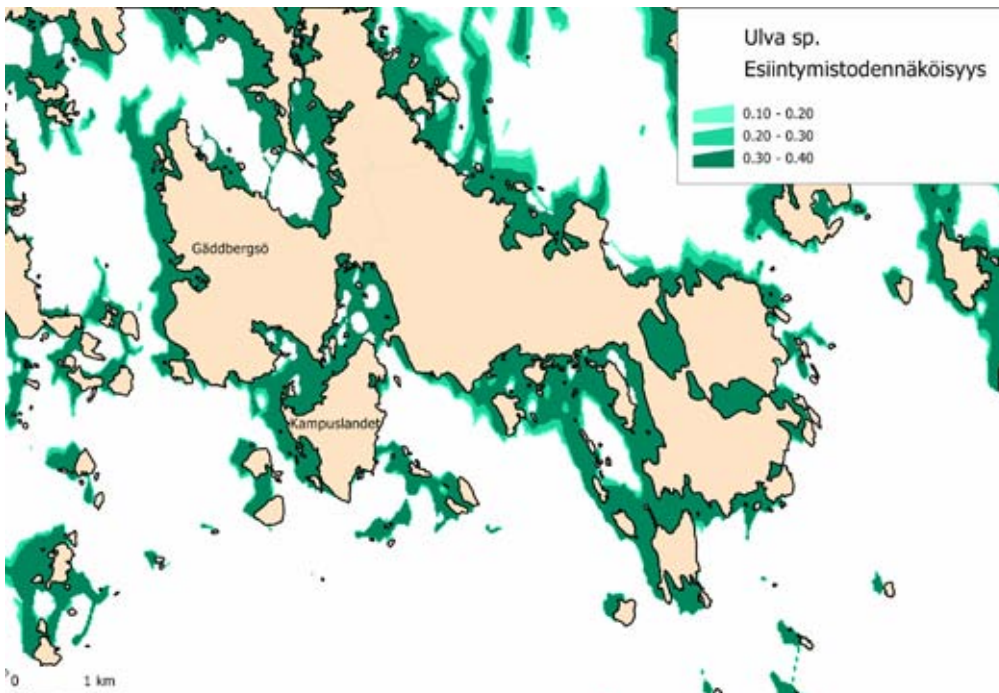 Ulva sp.
Esiintymistodennäköisyys
0.10 - 0.20
0.20 - 0.30
0.30 - 0.40
Gäddbergsö
Kampuslandet
0 1 km